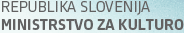 REPUBLIKA SLOVENIJA
MINISTRSTVO ZA KULTURO